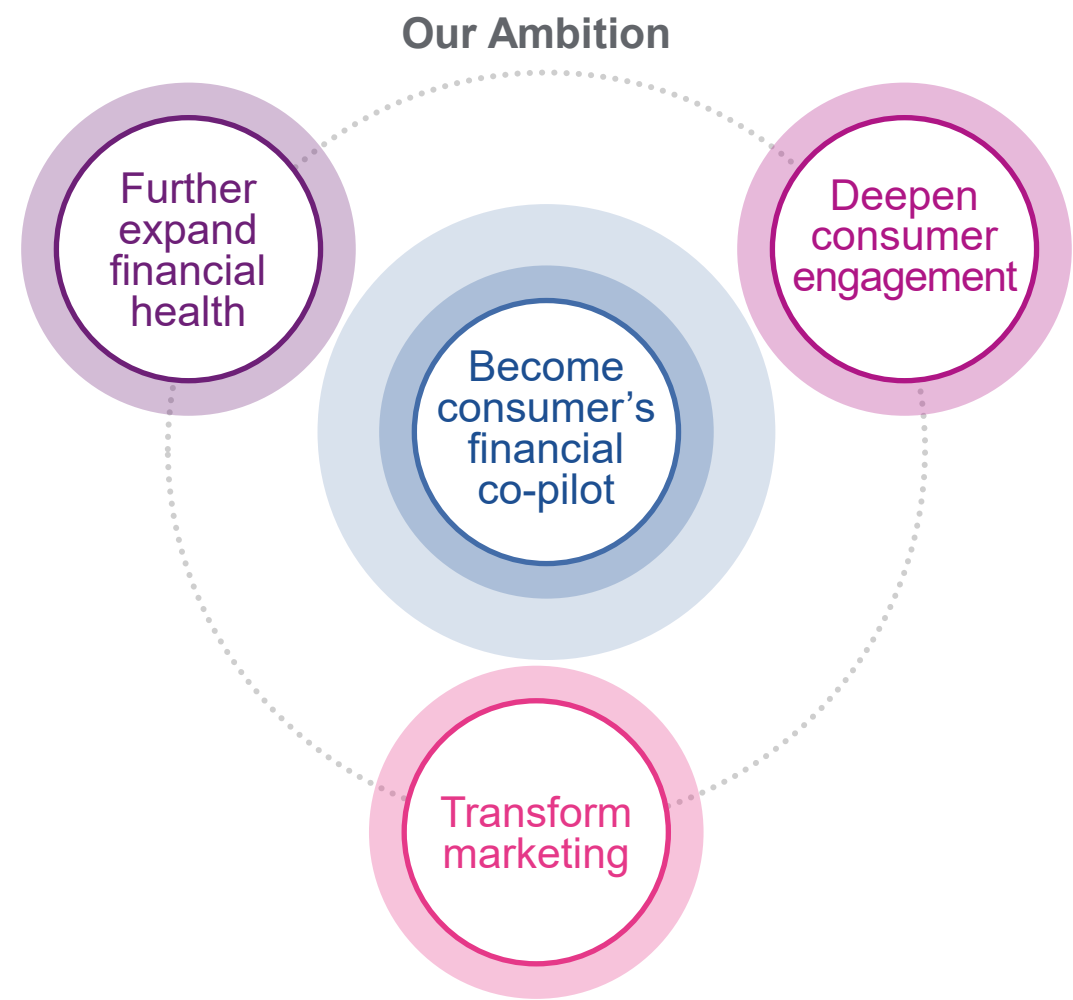 Our Ambition
Further
expand
financial
health
Deepen
consumer
engagement
Become
consumer’s
financial
co-pilot
Transform
marketing